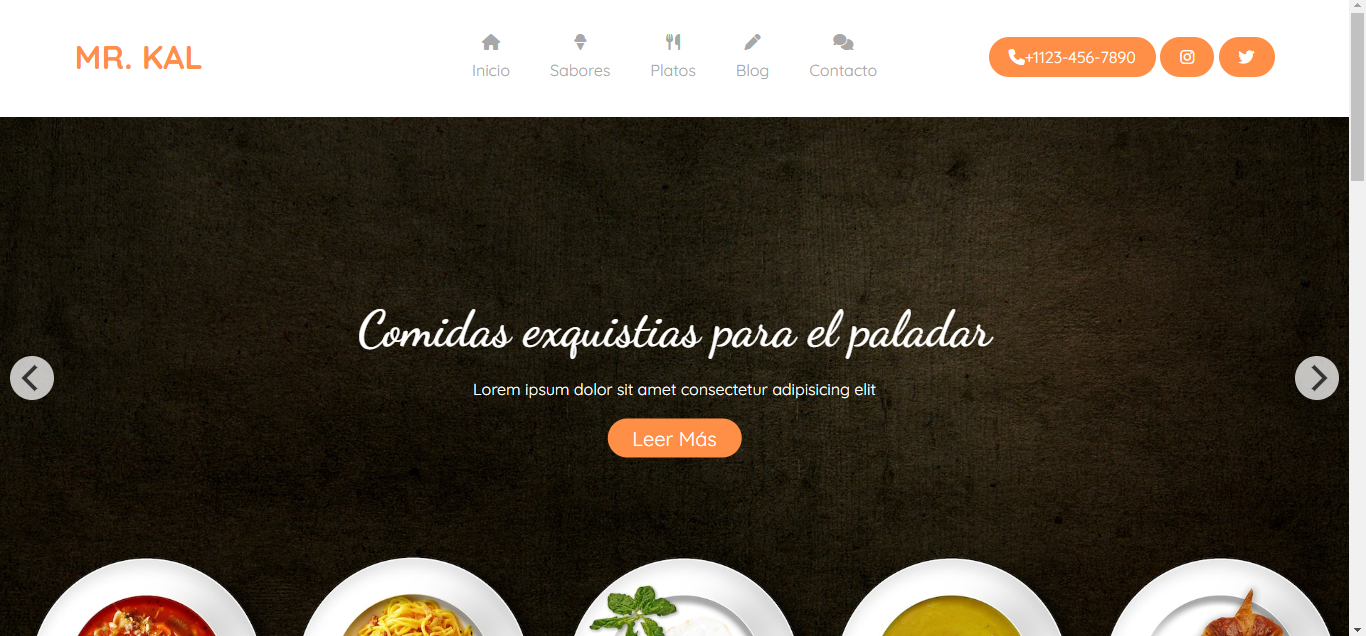 MR. KAL
Inicio
Sabores
Platos
Blog
Contacto
+1123-456-7890
Comidas exquistias para el paladar
Lorem ipsum dolor sit amet consectetur adipisicing elit
Leer Más